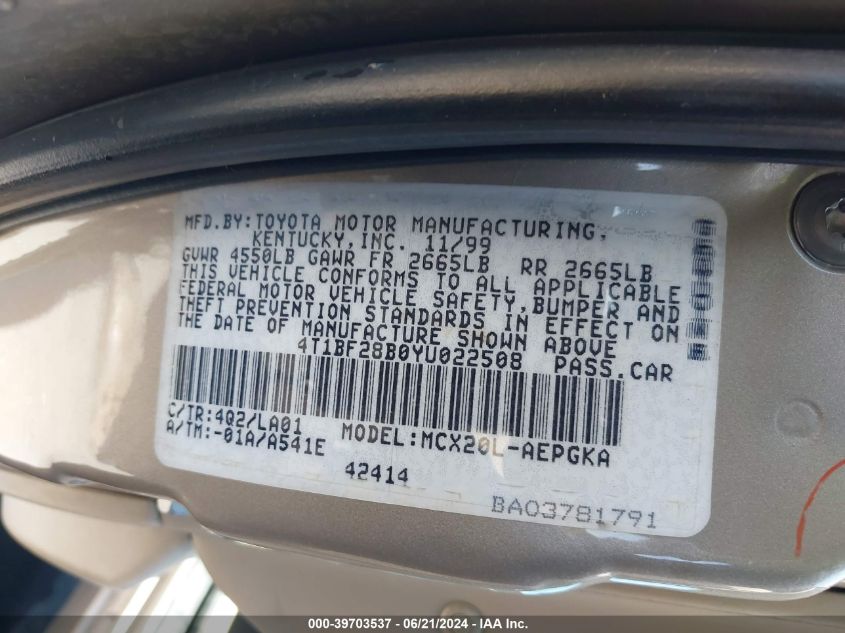 MFD.BY:TOYOTA MOTOR MANUFACTURING,
KENTUCKY,INC. 11/99
GVWR 4550LB GAWR FR 2665LB RR 2665LB
THIS VEHICLE CONFORMS TO ALL APPLICABLE
FEDERAL MOTOR VEHICLE SAFETY,BUMPER AND
THEFT PREVENTION STANDARDS IN EFFECT ON
THE DATE OF MANUFACTURE SHOWN ABOVE
4T1BF28B0YU022508 PASS.CAR
C/TR:4Q2/LA01 MODEL:MCX20L-AEPGKA
A/TM:-01A/A541E
42414
BA03781791
000-39703537 - 06/21/2024 - IAA Inc.